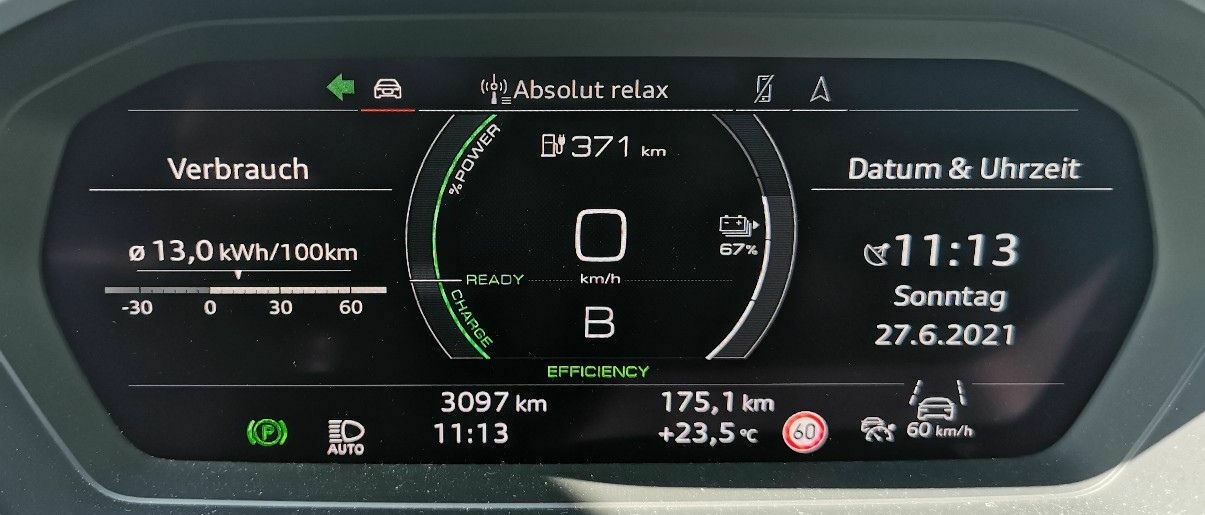 Absolut relax
Verbrauch
ø 13,0 kWh/100km
-30 0 30 60
% POWER
371 km
0
km/h
READY
CHARGE
B
67%
EFFICIENCY
Datum & Uhrzeit
11:13
Sonntag
27.6.2021
P
AUTO
3097 km
11:13
175,1 km
+23,5 °C
60
60 km/h